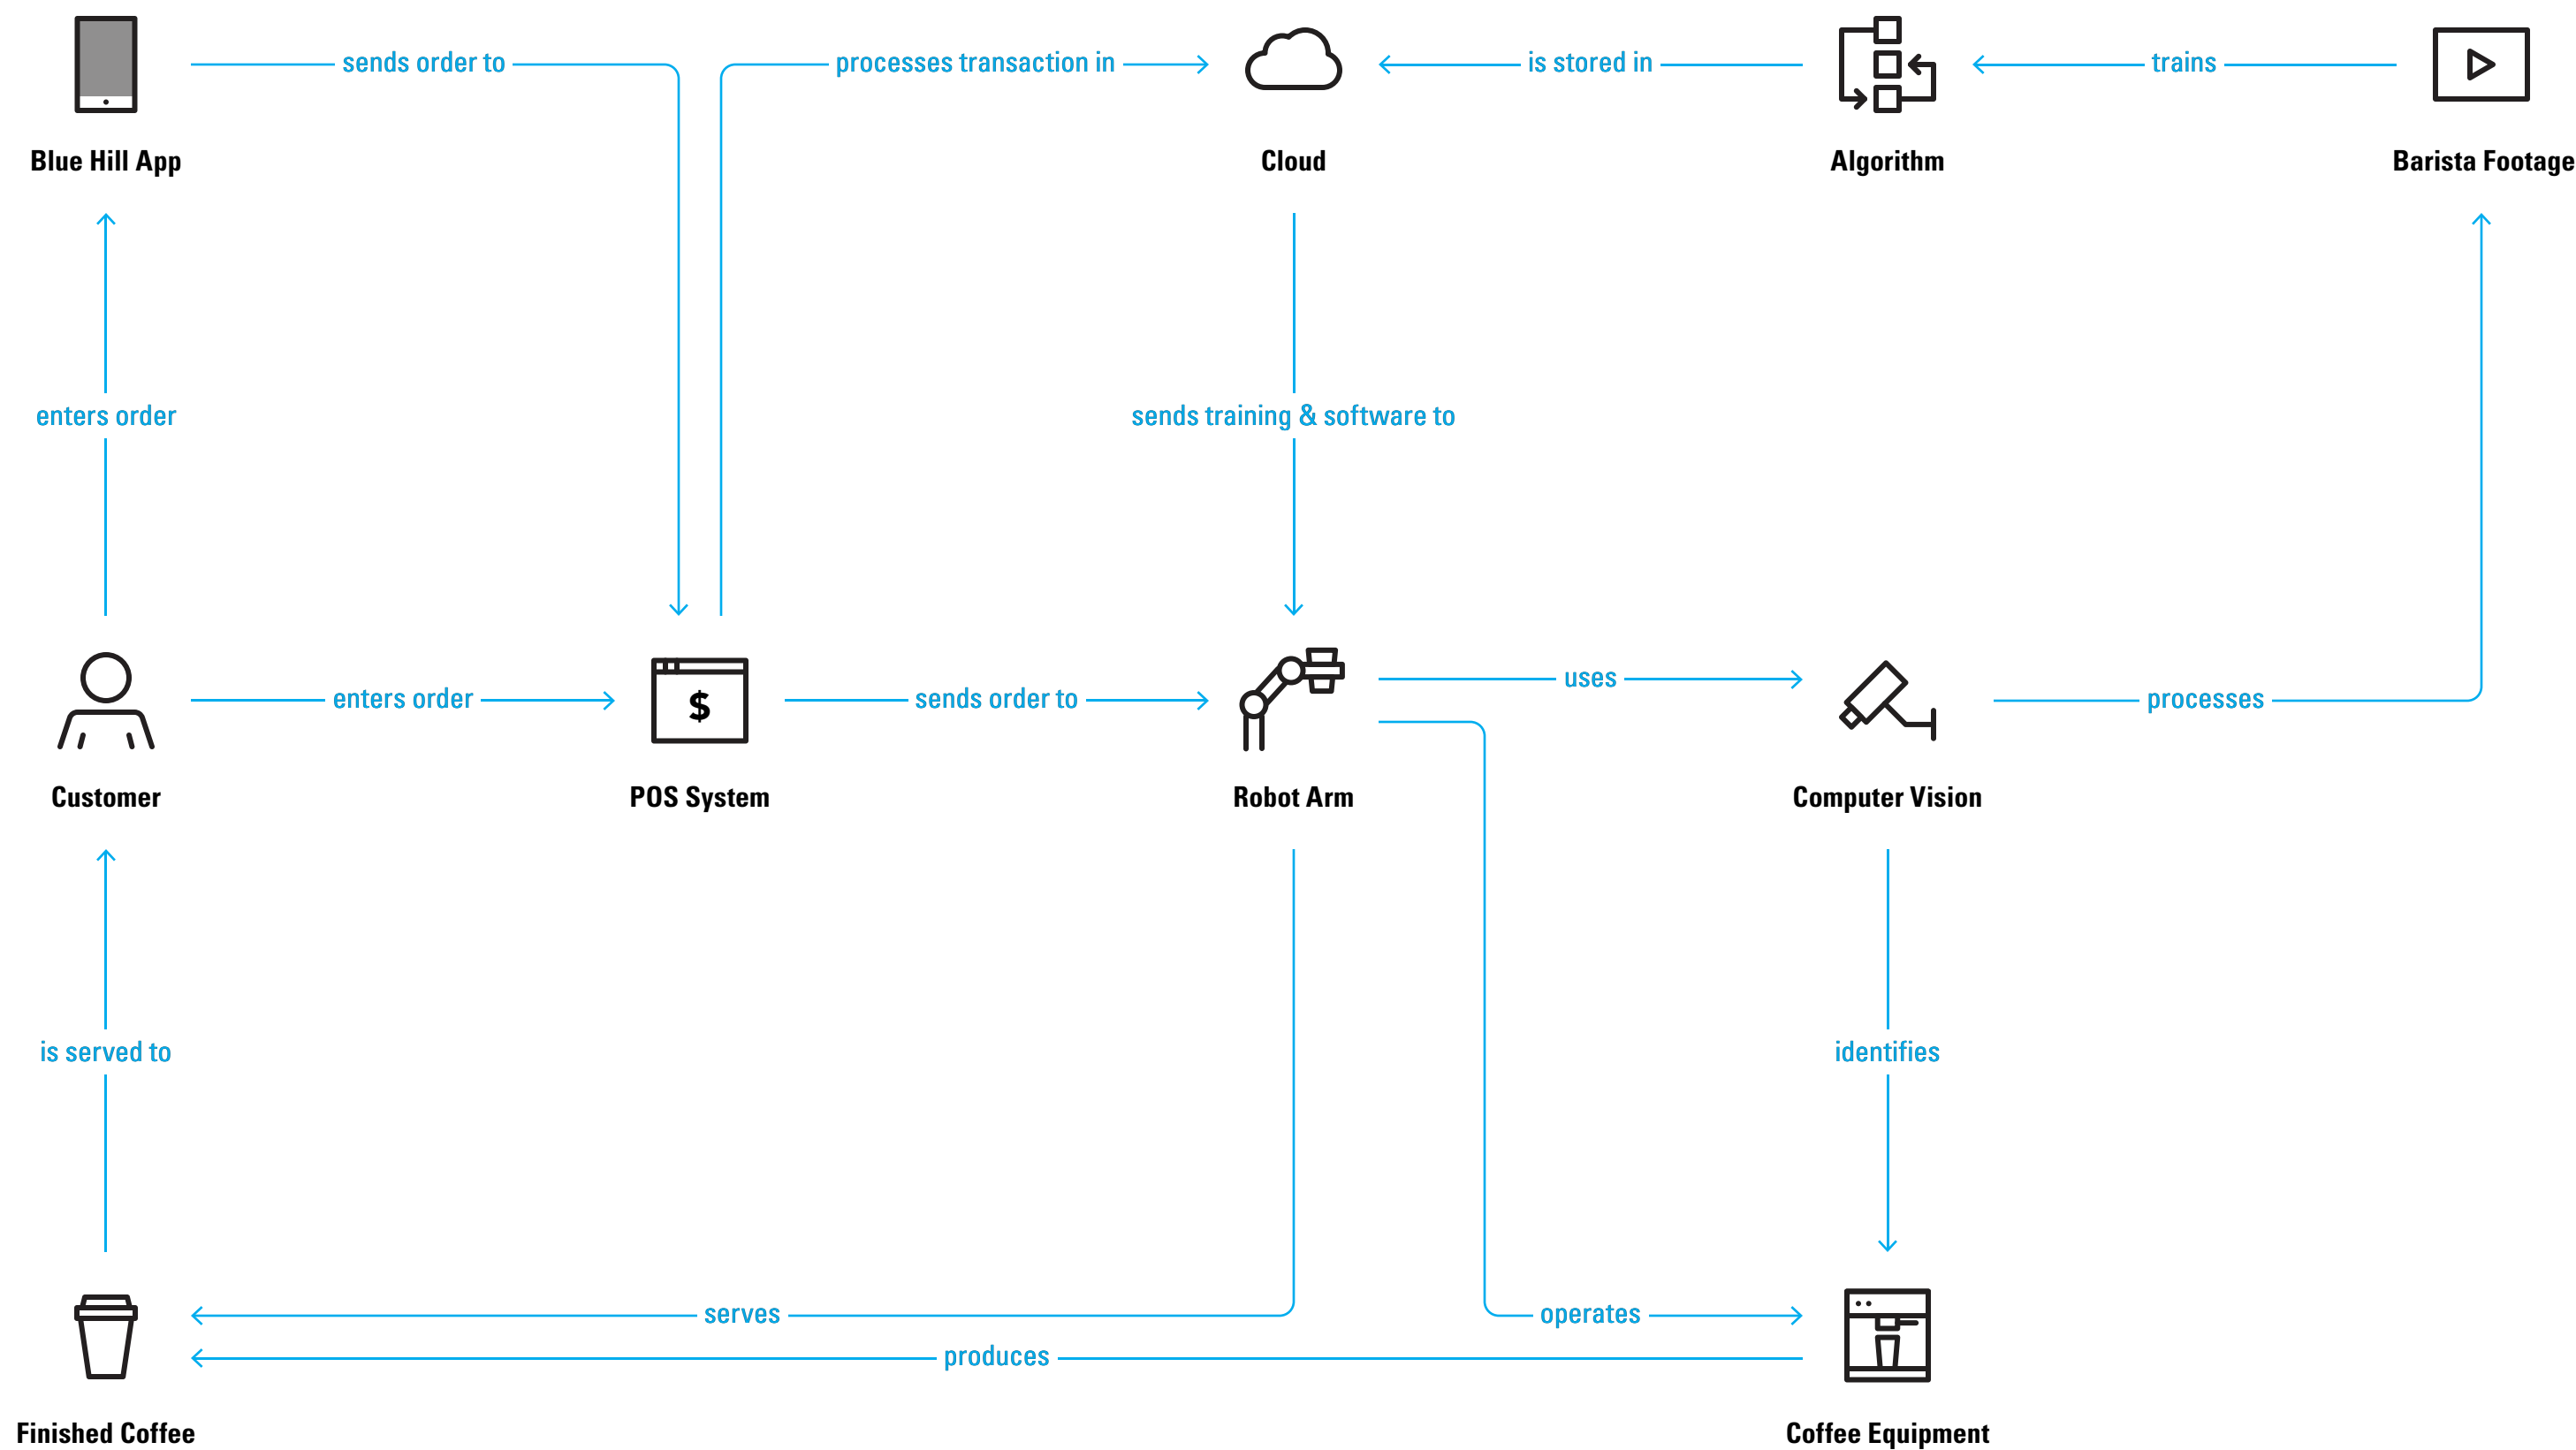 sends order to
processes transaction in
is stored in
trains
Blue Hill App
Cloud
Algorithm
Barista Footage
enters order
sends training & software to
enters order
$
sends order to
uses
processes
Customer
POS System
Robot Arm
Computer Vision
is served to
identifies
serves
operates
produces
Finished Coffee
Coffee Equipment